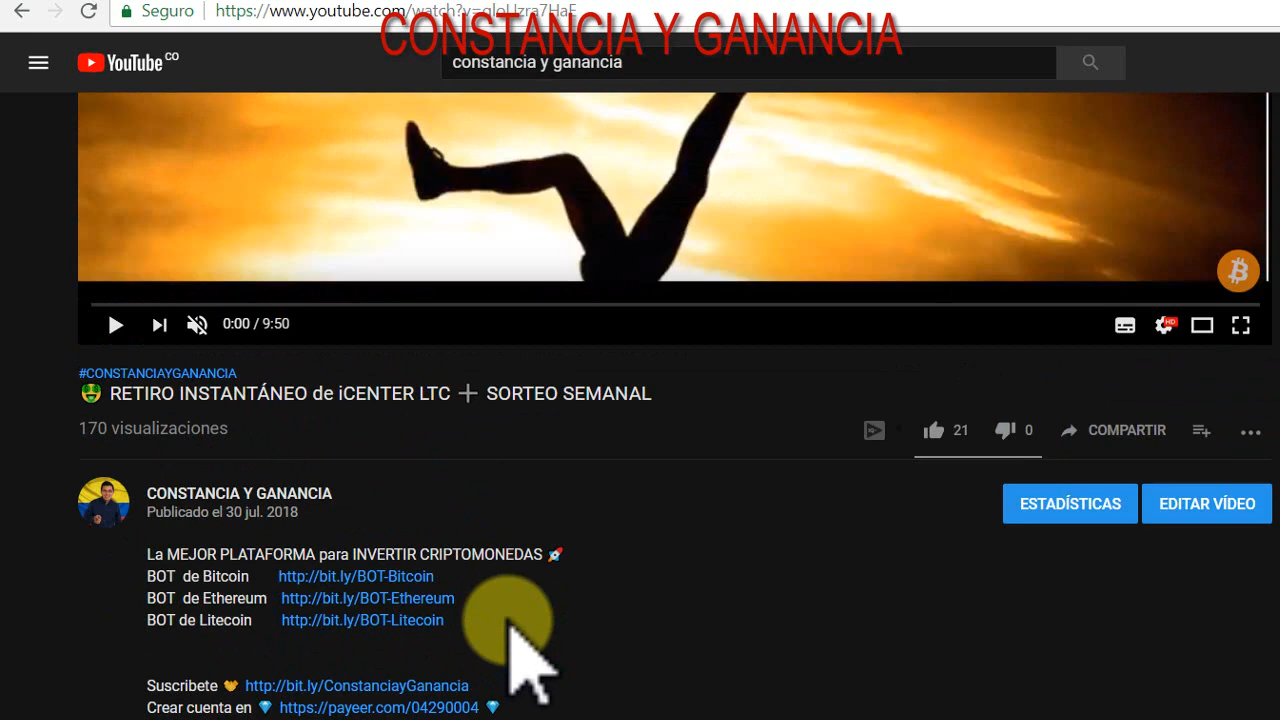 Seguro https://www.youtube.com/watch?v=
CONSTANCIA Y GANANCIA
YouTube CO
constancia y ganancia
0:00 / 9:50
HD
#CONSTANCIAYGANANCIA
RETIRO INSTANTÁNEO de iCENTER LTC ➕ SORTEO SEMANAL
170 visualizaciones
21 0 COMPARTIR
CONSTANCIA Y GANANCIA
Publicado el 30 jul. 2018
ESTADÍSTICAS EDITAR VÍDEO
La MEJOR PLATAFORMA para INVERTIR CRIPTOMONEDAS 🚀
BOT de Bitcoin http://bit.ly/BOT-Bitcoin
BOT de Ethereum http://bit.ly/BOT-Ethereum
BOT de Litecoin http://bit.ly/BOT-Litecoin
Suscribete http://bit.ly/ConstanciayGanancia
Crear cuenta en 💎 https://payeer.com/04290004 💎